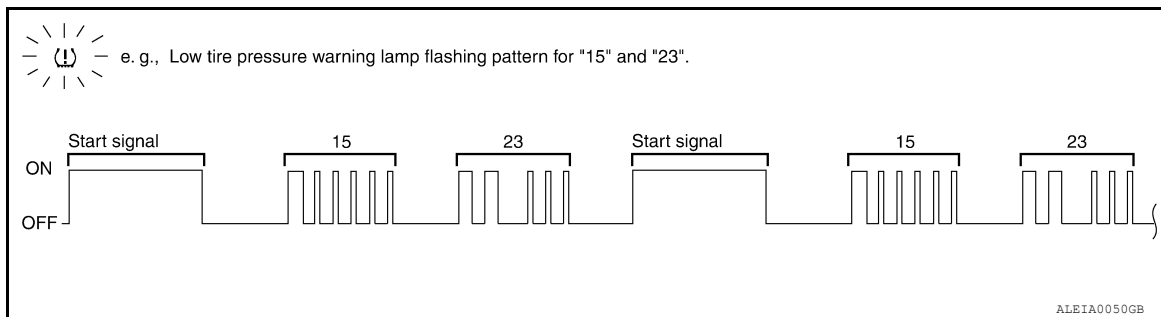 e. g., Low tire pressure warning lamp flashing pattern for "15" and "23".
Start signal 15 23 Start signal 15 23
ON
OFF
ALEIA0050GB